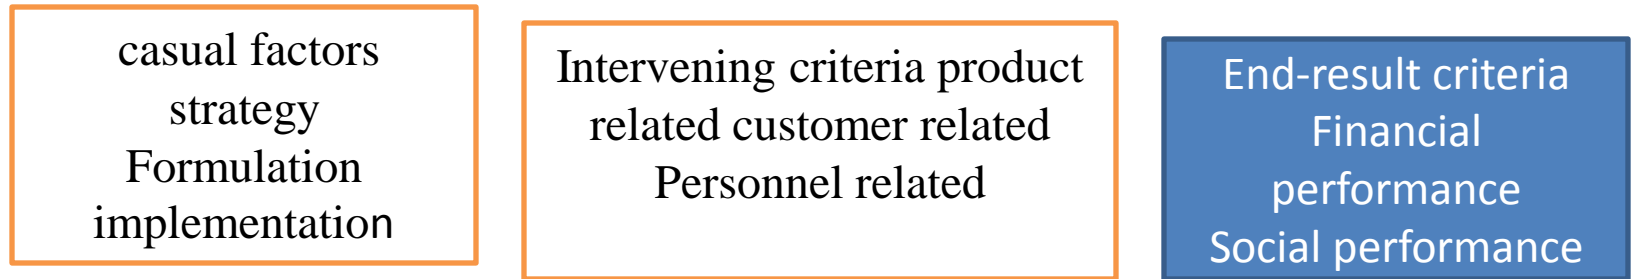 casual factors
strategy
Formulation
implementation
Intervening criteria product
related customer related
Personnel related
End-result criteria
Financial
performance
Social performance